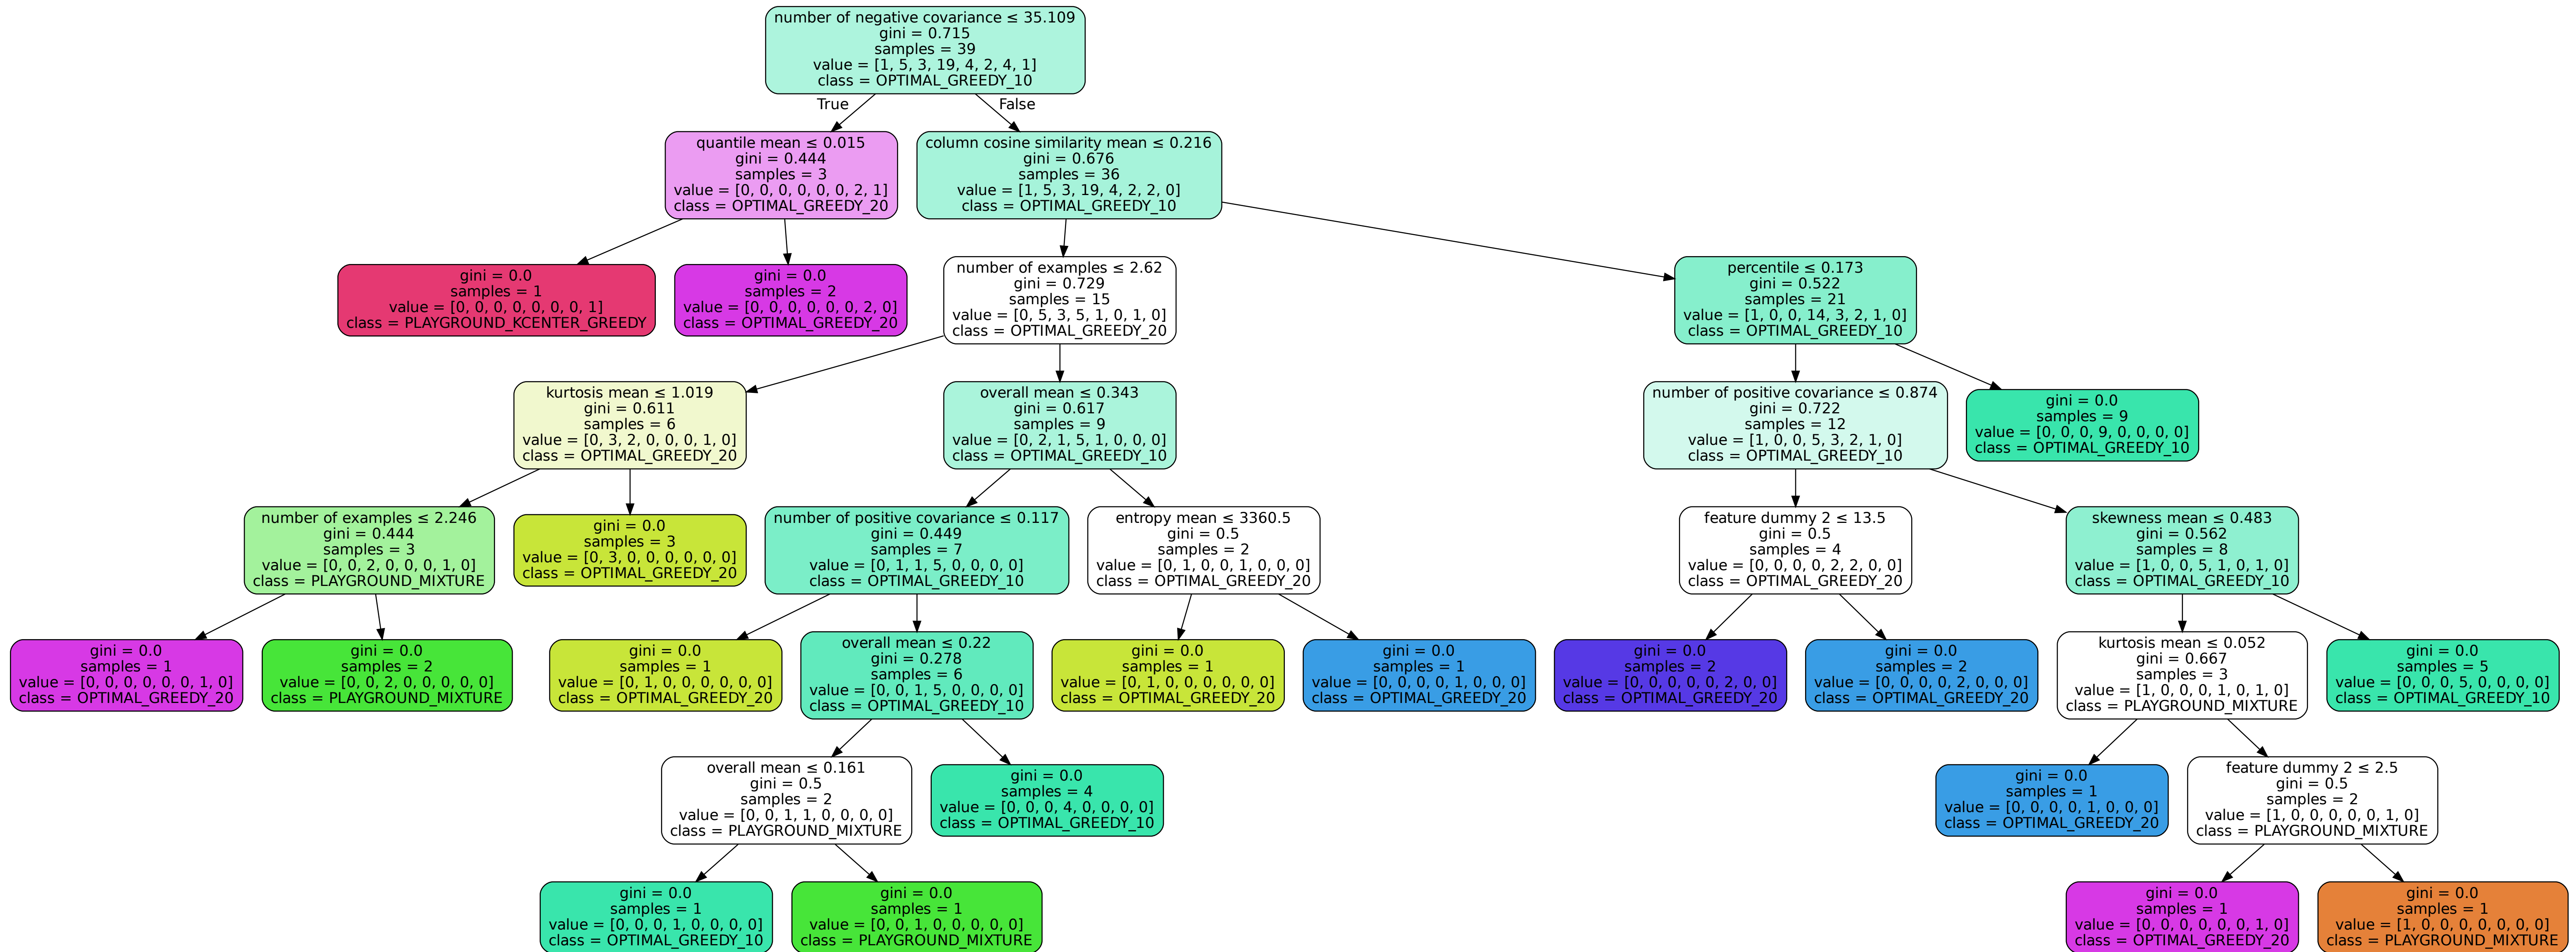 number of negative covariance ≤ 35.109
gini = 0.715
samples = 39
value = [1, 5, 3, 19, 4, 2, 4, 1]
class = OPTIMAL_GREEDY_10
True
False
quantile mean ≤ 0.015
gini = 0.444
samples = 3
value = [0, 0, 0, 0, 0, 0, 2, 1]
class = OPTIMAL_GREEDY_20
column cosine similarity mean ≤ 0.216
gini = 0.676
samples = 36
value = [1, 5, 3, 19, 4, 2, 2, 0]
class = OPTIMAL_GREEDY_10
gini = 0.0
samples = 1
value = [0, 0, 0, 0, 0, 0, 0, 1]
class = PLAYGROUND_KCENTER_GREEDY
gini = 0.0
samples = 2
value = [0, 0, 0, 0, 0, 0, 2, 0]
class = OPTIMAL_GREEDY_20
number of examples ≤ 2.62
gini = 0.729
samples = 15
value = [0, 5, 3, 5, 1, 0, 1, 0]
class = OPTIMAL_GREEDY_20
percentile ≤ 0.173
gini = 0.522
samples = 21
value = [1, 0, 0, 14, 3, 2, 1, 0]
class = OPTIMAL_GREEDY_10
kurtosis mean ≤ 1.019
gini = 0.611
samples = 6
value = [0, 3, 2, 0, 0, 0, 1, 0]
class = OPTIMAL_GREEDY_20
overall mean ≤ 0.343
gini = 0.617
samples = 9
value = [0, 2, 1, 5, 1, 0, 0, 0]
class = OPTIMAL_GREEDY_10
number of positive covariance ≤ 0.874
gini = 0.722
samples = 12
value = [1, 0, 0, 5, 3, 2, 1, 0]
class = OPTIMAL_GREEDY_10
gini = 0.0
samples = 9
value = [0, 0, 0, 9, 0, 0, 0, 0]
class = OPTIMAL_GREEDY_10
number of examples ≤ 2.246
gini = 0.444
samples = 3
value = [0, 0, 2, 0, 0, 0, 1, 0]
class = PLAYGROUND_MIXTURE
gini = 0.0
samples = 3
value = [0, 3, 0, 0, 0, 0, 0, 0]
class = OPTIMAL_GREEDY_20
number of positive covariance ≤ 0.117
gini = 0.449
samples = 7
value = [0, 1, 1, 5, 0, 0, 0, 0]
class = OPTIMAL_GREEDY_10
entropy mean ≤ 3360.5
gini = 0.5
samples = 2
value = [0, 1, 0, 0, 1, 0, 0, 0]
class = OPTIMAL_GREEDY_20
feature dummy 2 ≤ 13.5
gini = 0.5
samples = 4
value = [0, 0, 0, 0, 2, 2, 0, 0]
class = OPTIMAL_GREEDY_20
skewness mean ≤ 0.483
gini = 0.562
samples = 8
value = [1, 0, 0, 5, 1, 0, 1, 0]
class = OPTIMAL_GREEDY_10
gini = 0.0
samples = 1
value = [0, 0, 0, 0, 0, 0, 1, 0]
class = OPTIMAL_GREEDY_20
gini = 0.0
samples = 2
value = [0, 0, 2, 0, 0, 0, 0, 0]
class = PLAYGROUND_MIXTURE
gini = 0.0
samples = 1
value = [0, 1, 0, 0, 0, 0, 0, 0]
class = OPTIMAL_GREEDY_20
overall mean ≤ 0.22
gini = 0.278
samples = 6
value = [0, 0, 1, 5, 0, 0, 0, 0]
class = OPTIMAL_GREEDY_10
gini = 0.0
samples = 1
value = [0, 1, 0, 0, 0, 0, 0, 0]
class = OPTIMAL_GREEDY_20
gini = 0.0
samples = 1
value = [0, 0, 0, 0, 1, 0, 0, 0]
class = OPTIMAL_GREEDY_20
gini = 0.0
samples = 2
value = [0, 0, 0, 0, 0, 2, 0, 0]
class = OPTIMAL_GREEDY_20
gini = 0.0
samples = 2
value = [0, 0, 0, 0, 2, 0, 0, 0]
class = OPTIMAL_GREEDY_20
kurtosis mean ≤ 0.052
gini = 0.667
samples = 3
value = [1, 0, 0, 0, 1, 0, 1, 0]
class = PLAYGROUND_MIXTURE
gini = 0.0
samples = 5
value = [0, 0, 0, 5, 0, 0, 0, 0]
class = OPTIMAL_GREEDY_10
overall mean ≤ 0.161
gini = 0.5
samples = 2
value = [0, 0, 1, 1, 0, 0, 0, 0]
class = PLAYGROUND_MIXTURE
gini = 0.0
samples = 4
value = [0, 0, 0, 4, 0, 0, 0, 0]
class = OPTIMAL_GREEDY_10
gini = 0.0
samples = 1
value = [0, 0, 0, 0, 1, 0, 0, 0]
class = OPTIMAL_GREEDY_20
feature dummy 2 ≤ 2.5
gini = 0.5
samples = 2
value = [1, 0, 0, 0, 0, 0, 1, 0]
class = PLAYGROUND_MIXTURE
gini = 0.0
samples = 1
value = [0, 0, 0, 1, 0, 0, 0, 0]
class = OPTIMAL_GREEDY_10
gini = 0.0
samples = 1
value = [0, 0, 1, 0, 0, 0, 0, 0]
class = PLAYGROUND_MIXTURE
gini = 0.0
samples = 1
value = [0, 0, 0, 0, 0, 0, 1, 0]
class = OPTIMAL_GREEDY_20
gini = 0.0
samples = 1
value = [1, 0, 0, 0, 0, 0, 0, 0]
class = PLAYGROUND_MIXTURE